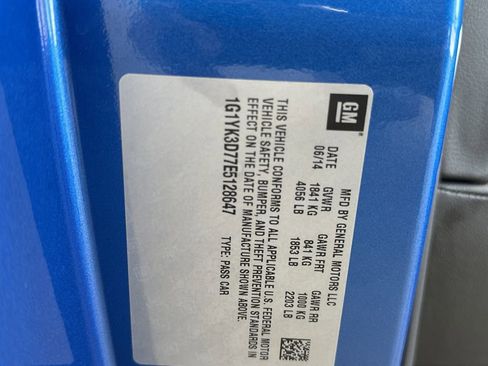 GM
MFD BY GENERAL MOTORS LLC
DATE GVWR GAWR FRT GAWR RR
06/14 1841 KG 841 KG 1000 KG
4056 LB 1853 LB 2203 LB
THIS VEHICLE CONFORMS TO ALL APPLICABLE U.S. FEDERAL MOTOR
VEHICLE SAFETY, BUMPER, AND THEFT PREVENTION STANDARDS IN
EFFECT ON THE DATE OF MANUFACTURE SHOWN ABOVE.
1G1YK3D77E5128647 TYPE: PASS CAR